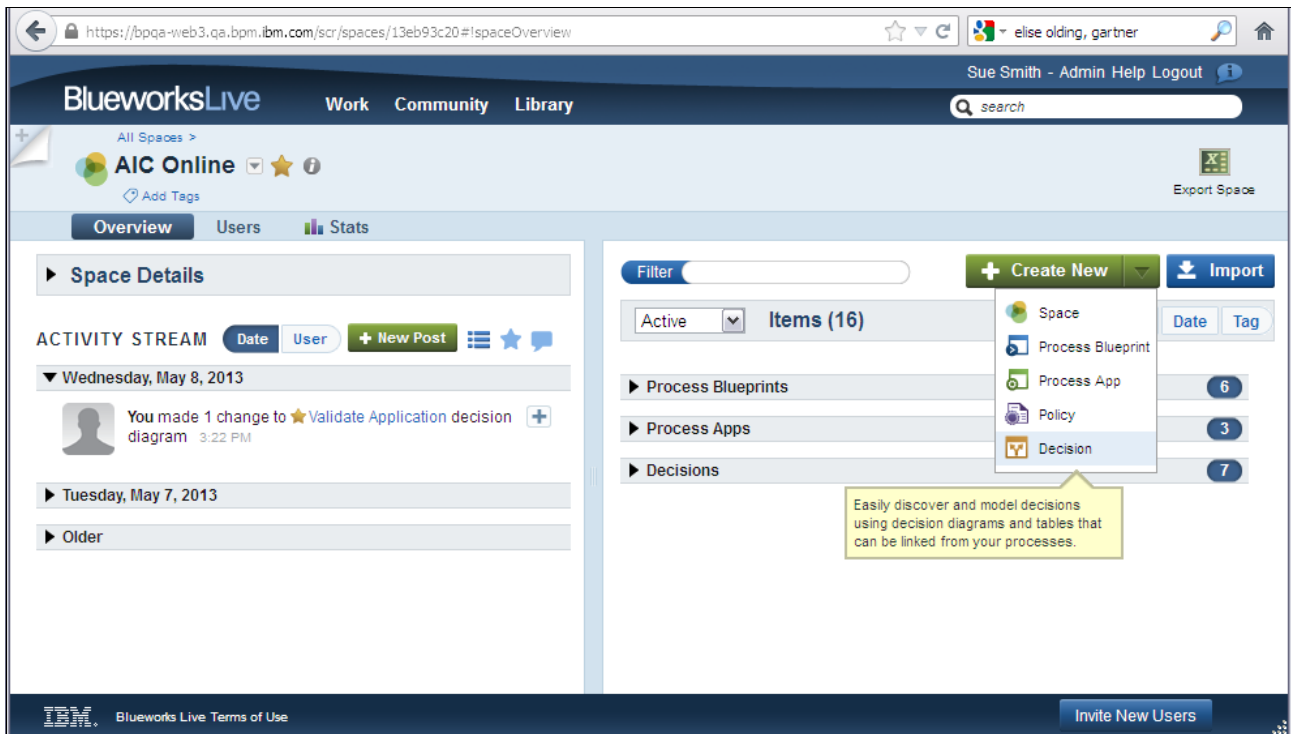 https://bpqa-web3.qa.bpm.ibm.com/scr/spaces/13eb93c20#!spaceOverview
elise olding, gartner
Sue Smith - Admin Help Logout
BlueworksLive
Work Community Library
search
All Spaces >
AIC Online
Add Tags
Export Space
Overview Users Stats
Space Details
Filter
Create New
Import
ACTIVITY STREAM Date User + New Post
Active Items (16)
Date Tag
Space
Process Blueprint
Process App
Policy
Decision
Wednesday, May 8, 2013
You made 1 change to Validate Application decision
diagram 3:22 PM
Tuesday, May 7, 2013
Older
Process Blueprints 6
Process Apps 3
Decisions 7
Easily discover and model decisions
using decision diagrams and tables that
can be linked from your processes.
IBM. Blueworks Live Terms of Use
Invite New Users